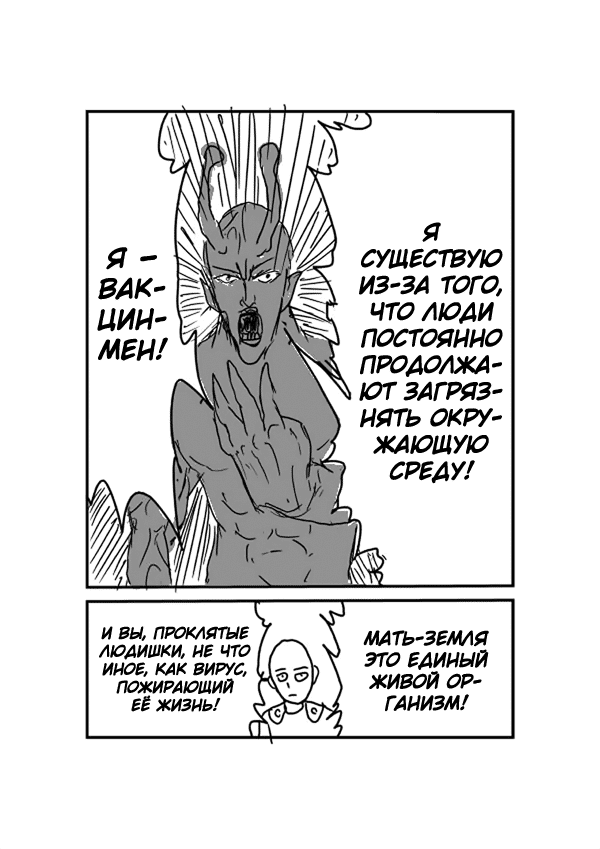 Я
СУЩЕСТВУЮ
ИЗ-ЗА ТОГО,
ЧТО ЛЮДИ
ПОСТОЯННО
ПРОДОЛЖА-
ЮТ ЗАГРЯЗ-
НЯТЬ ОКРУ-
ЖАЮЩУЮ
СРЕДУ!
Я –
ВАК-
ЦИН-
МЕН!
МАТЬ-ЗЕМЛЯ
ЭТО ЕДИНЫЙ
ЖИВОЙ ОР-
ГАНИЗМ!
И ВЫ, ПРОКЛЯТЫЕ
ЛЮДИШКИ, НЕ ЧТО
ИНОЕ, КАК ВИРУС,
ПОЖИРАЮЩИЙ
ЕЁ ЖИЗНЬ!